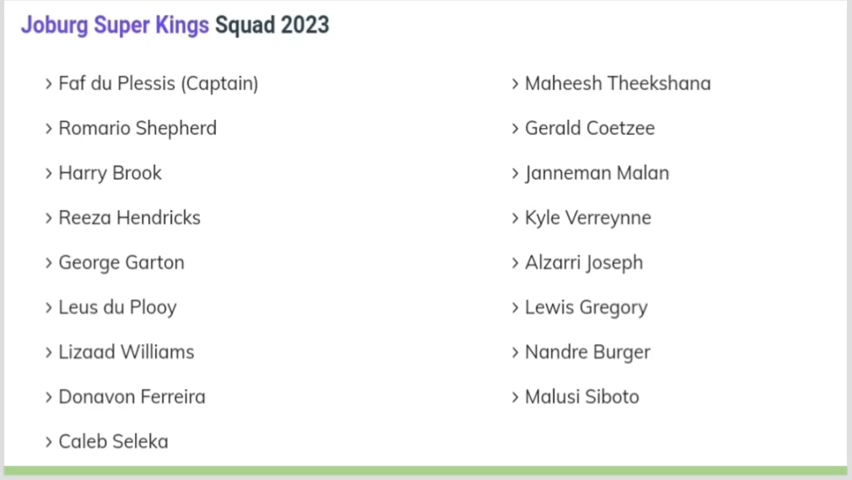 Joburg Super Kings Squad 2023
› Faf du Plessis (Captain)
› Romario Shepherd
› Harry Brook
› Reeza Hendricks
› George Garton
› Leus du Plooy
› Lizaad Williams
› Donavon Ferreira
› Caleb Seleka
› Maheesh Theekshana
› Gerald Coetzee
› Janneman Malan
› Kyle Verreynne
› Alzarri Joseph
› Lewis Gregory
› Nandre Burger
› Malusi Siboto